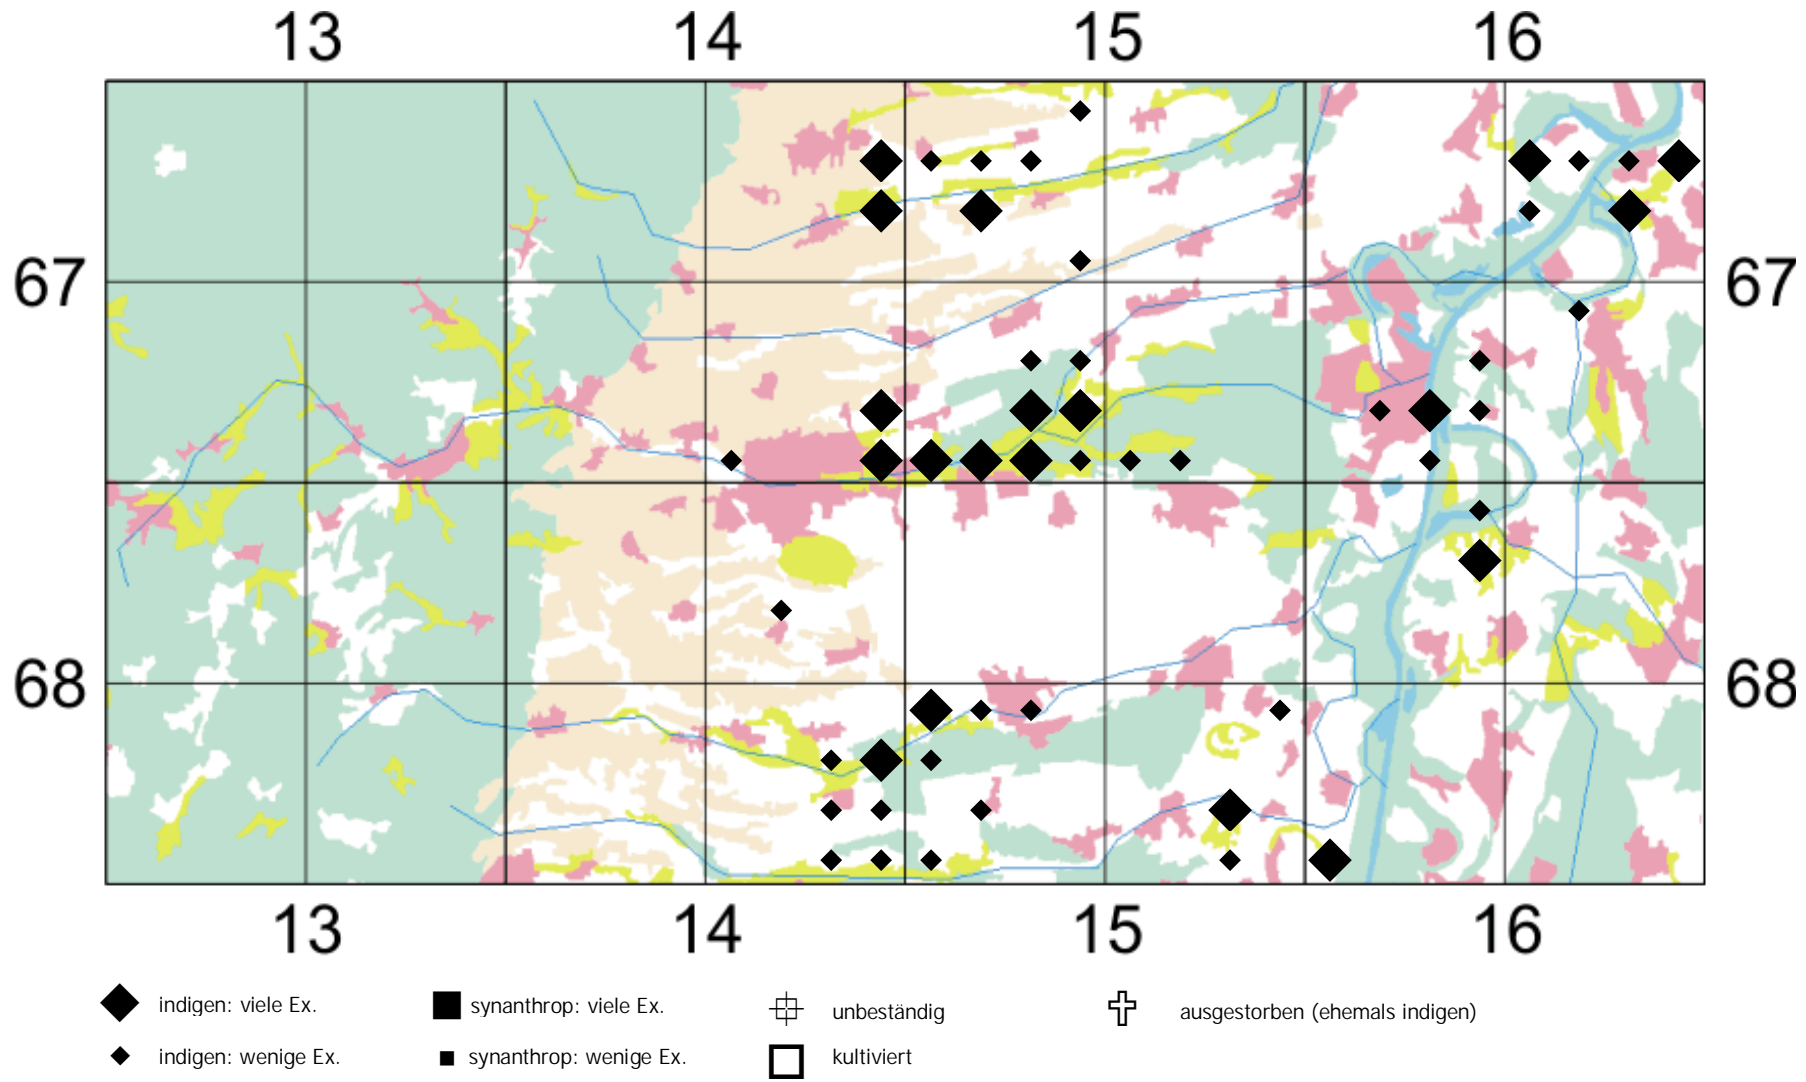 13 14 15 16
67 67
68 68
13 14 15 16
indigen: viele Ex. synanthrop: viele Ex. unbeständig ausgestorben (ehemals indigen)
indigen: wenige Ex. synanthrop: wenige Ex. kultiviert